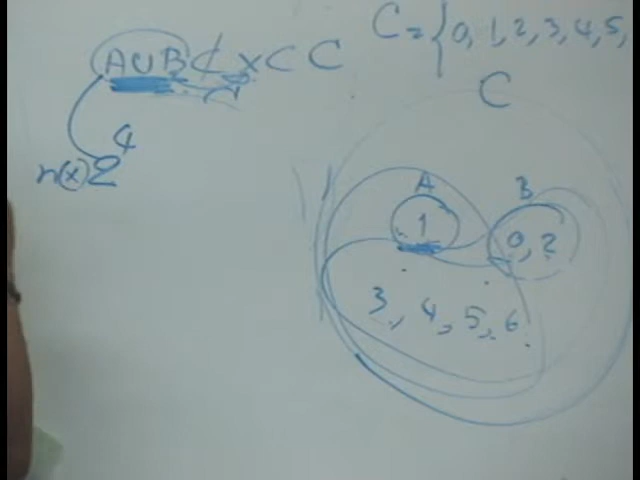 C={0,1,2,3,4,5,
A∪B⊄x⊂C
C
4
n(x)2
A B
1 0,2
3,4,5,6